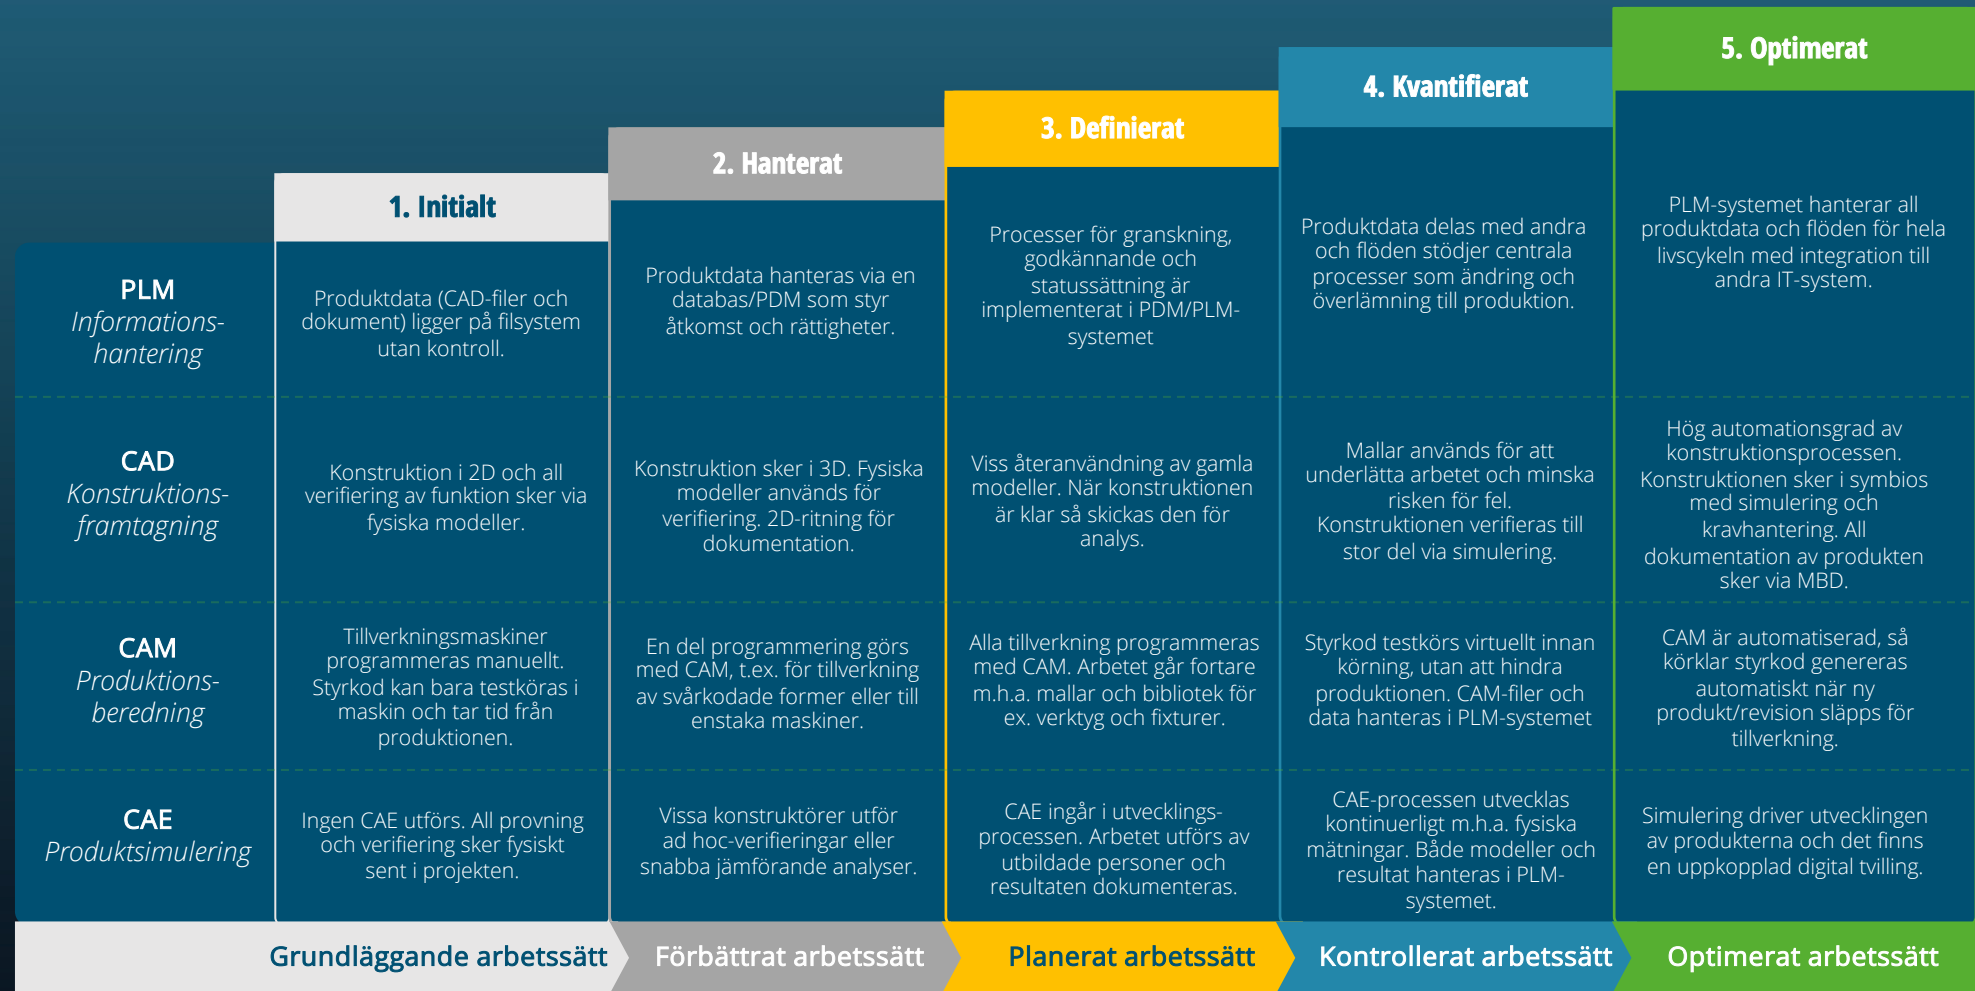 5. Optimerat
4. Kvantifierat
3. Definierat
2. Hanterat
1. Initialt
PLM
Informations-
hantering
Produktdata (CAD-filer och
dokument) ligger på filsystem
utan kontroll.
Produktdata hanteras via en
databas/PDM som styr
åtkomst och rättigheter.
Processer för granskning,
godkännande och
statussättning är
implementerat i PDM/PLM-
systemet
Produktdata delas med andra
och flöden stödjer centrala
processer som ändring och
överlämning till produktion.
PLM-systemet hanterar all
produktdata och flöden för hela
livscykeln med integration till
andra IT-system.
CAD
Konstruktions-
framtagning
Konstruktion i 2D och all
verifiering av funktion sker via
fysiska modeller.
Konstruktion sker i 3D. Fysiska
modeller används för
verifiering. 2D-ritning för
dokumentation.
Viss återanvändning av gamla
modeller. När konstruktionen
är klar så skickas den för
analys.
Mallar används för att
underlätta arbetet och minska
risken för fel.
Konstruktionen verifieras till
stor del via simulering.
Hög automationsgrad av
konstruktionsprocessen.
Konstruktionen sker i symbios
med simulering och
kravhantering. All
dokumentation av produkten
sker via MBD.
CAM
Produktions-
beredning
Tillverkningsmaskiner
programmeras manuellt.
Styrkod kan bara testköras i
maskin och tar tid från
produktionen.
En del programmering görs
med CAM, t.ex. för tillverkning
av svårkodade former eller till
enstaka maskiner.
Alla tillverkning programmeras
med CAM. Arbetet går fortare
m.h.a. mallar och bibliotek för
ex. verktyg och fixturer.
Styrkod testkörs virtuellt innan
körning, utan att hindra
produktionen. CAM-filer och
data hanteras i PLM-systemet
CAM är automatiserad, så
körklar styrkod genereras
automatiskt när ny
produkt/revision släpps för
tillverkning.
CAE
Produktsimulering
Ingen CAE utförs. All provning
och verifiering sker fysiskt
sent i projekten.
Vissa konstruktörer utför
ad hoc-verifieringar eller
snabba jämförande analyser.
CAE ingår i utvecklings-
processen. Arbetet utförs av
utbildade personer och
resultaten dokumenteras.
CAE-processen utvecklas
kontinuerligt m.h.a. fysiska
mätningar. Både modeller och
resultat hanteras i PLM-
systemet.
Simulering driver utvecklingen
av produkterna och det finns
en uppkopplad digital tvilling.
Grundläggande arbetssätt
Förbättrat arbetssätt
Planerat arbetssätt
Kontrollerat arbetssätt
Optimerat arbetssätt